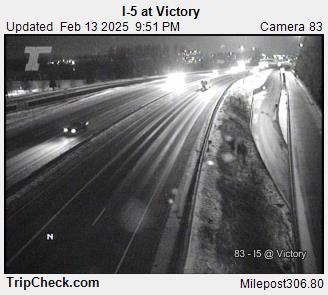 I-5 at Victory
Updated Feb 13 2025 9:51 PM Camera 83
T
N
83 - I5 @ Victory
TripCheck.com Milepost306.80